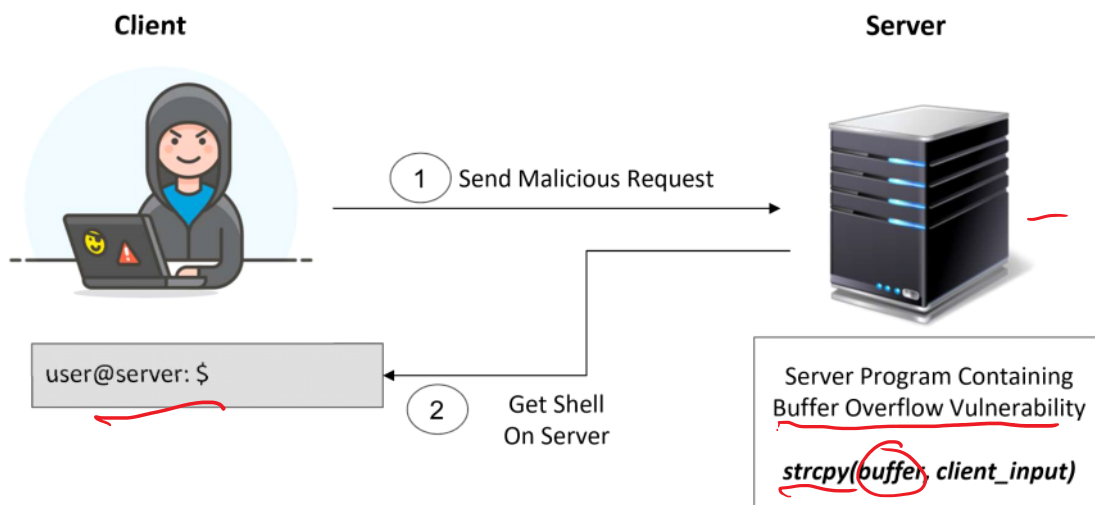 Client
Server
1 Send Malicious Request
user@server: $
2
Get Shell
On Server
Server Program Containing
Buffer Overflow Vulnerability
strcpy(buffer, client_input)